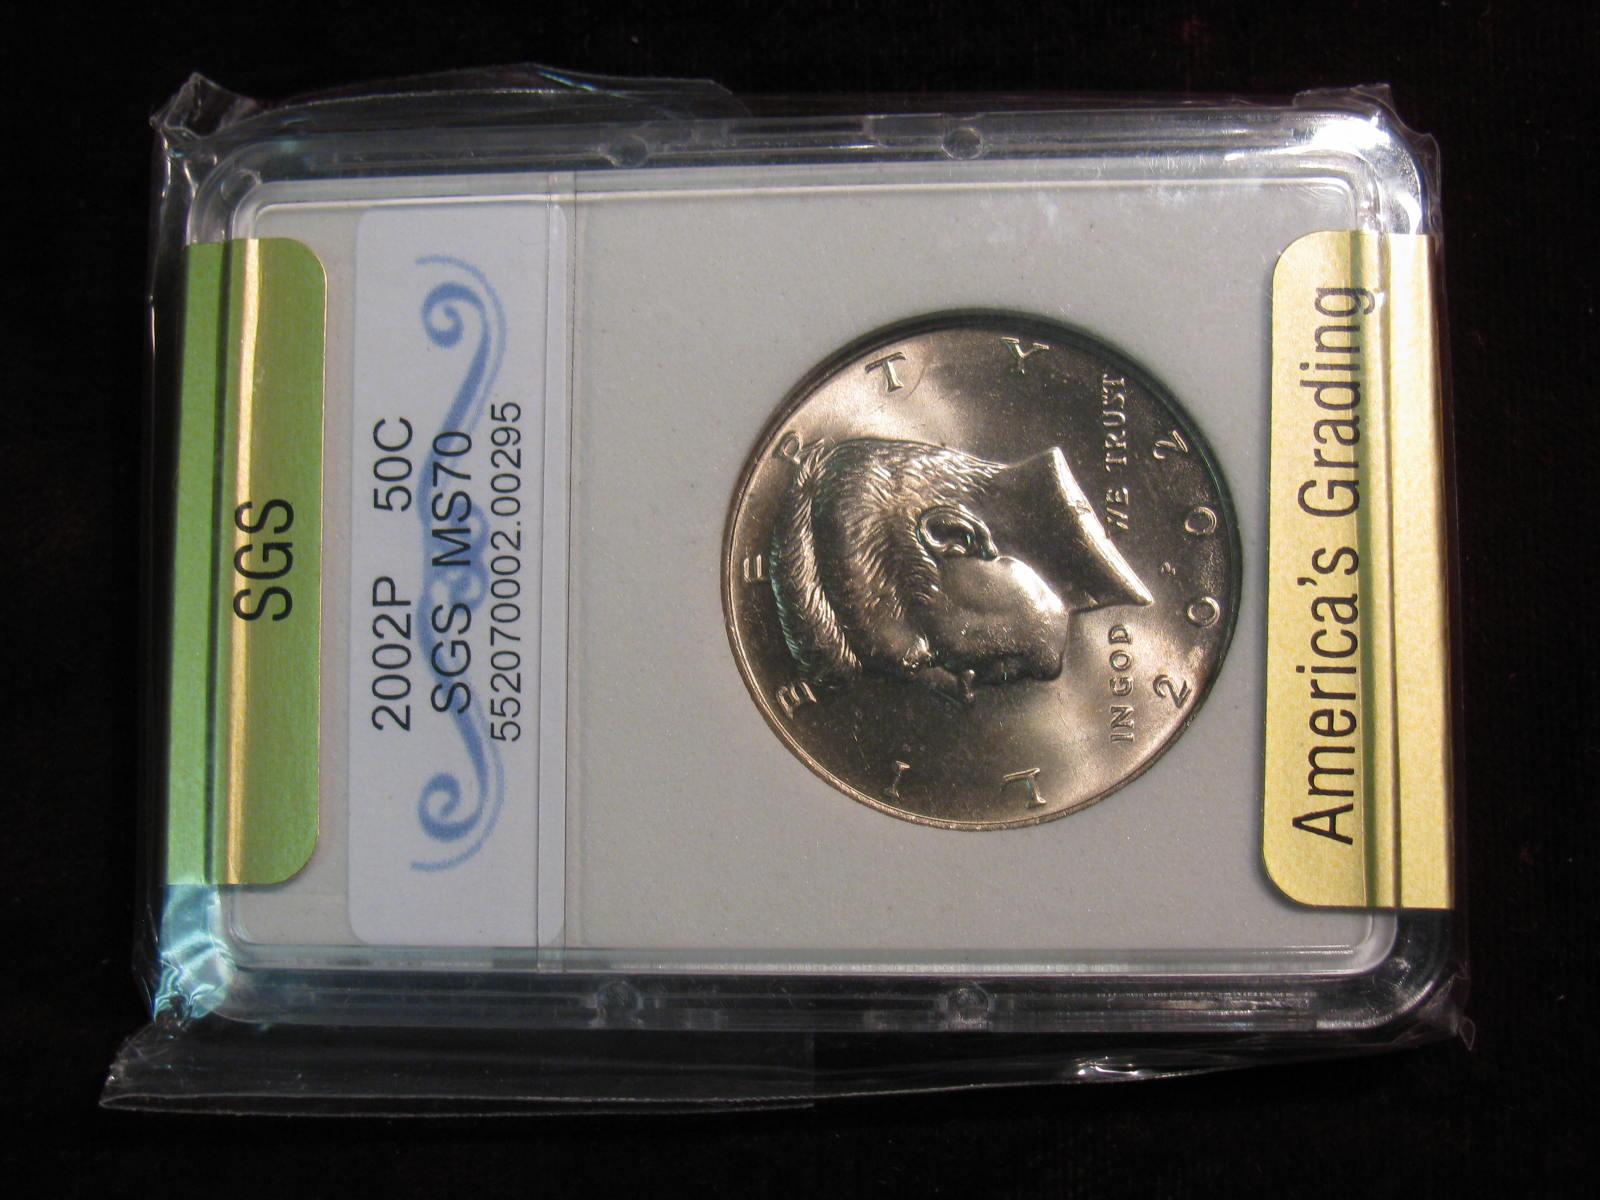 SGS
2002P 50C
SGS MS70
552070002.00295
LIBERTY
IN GOD WE TRUST
2002
America's Grading